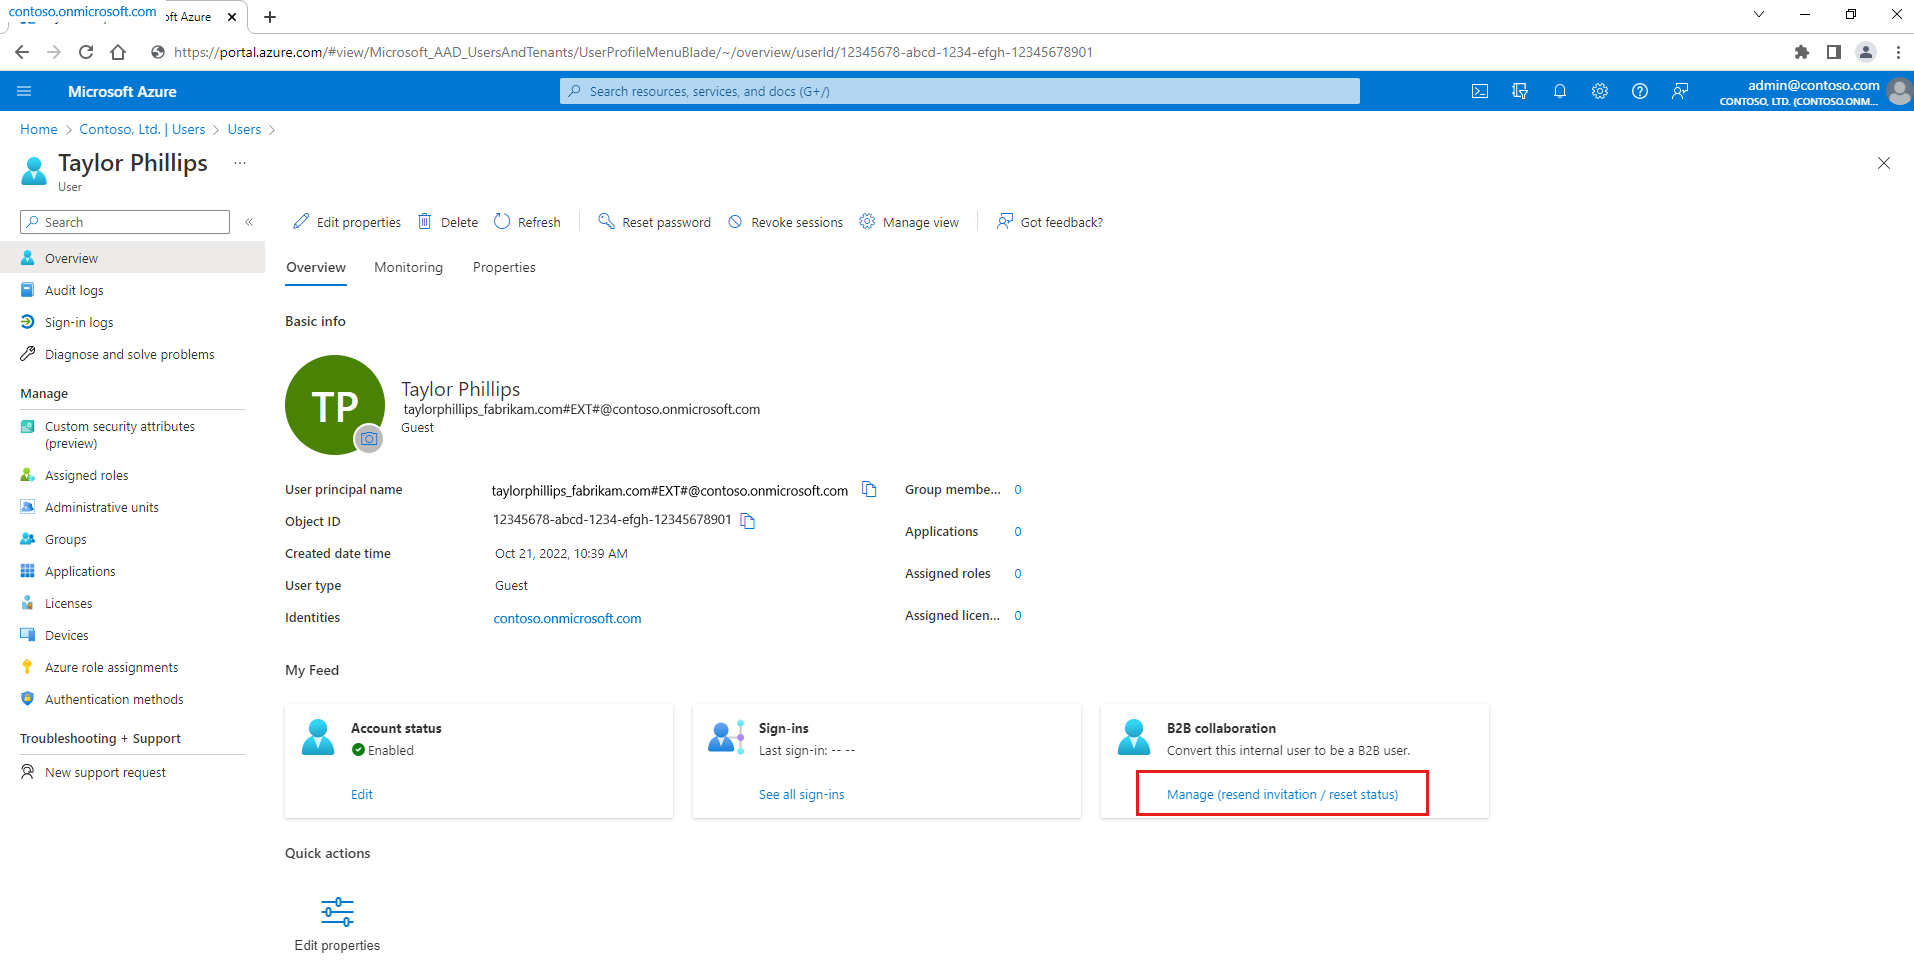 contoso.onmicrosoft.com
oft Azure
https://portal.azure.com/#view/Microsoft_AAD_UsersAndTenants/UserProfileMenuBlade/~/overview/userId/12345678-abcd-1234-efgh-12345678901
Microsoft Azure
Search resources, services, and docs (G+/)
admin@contoso.com
CONTOSO, LTD. (CONTOSO.ONM...
Home > Contoso, Ltd. | Users > Users >
Taylor Phillips ...
User
Search
Edit properties Delete Refresh Reset password Revoke sessions Manage view Got feedback?
Overview
Audit logs
Sign-in logs
Diagnose and solve problems
Manage
Custom security attributes
(preview)
Assigned roles
Administrative units
Groups
Applications
Licenses
Devices
Azure role assignments
Authentication methods
Troubleshooting + Support
New support request
Overview Monitoring Properties
Basic info
TP
Taylor Phillips
taylorphillips_fabrikam.com#EXT#@contoso.onmicrosoft.com
Guest
User principal name taylorphillips_fabrikam.com#EXT#@contoso.onmicrosoft.com
Object ID 12345678-abcd-1234-efgh-12345678901
Created date time Oct 21, 2022, 10:39 AM
User type Guest
Identities contoso.onmicrosoft.com
Group membe... 0
Applications 0
Assigned roles 0
Assigned licen... 0
My Feed
Account status
Enabled
Edit
Sign-ins
Last sign-in: -- --
See all sign-ins
B2B collaboration
Convert this internal user to be a B2B user.
Manage (resend invitation / reset status)
Quick actions
Edit properties